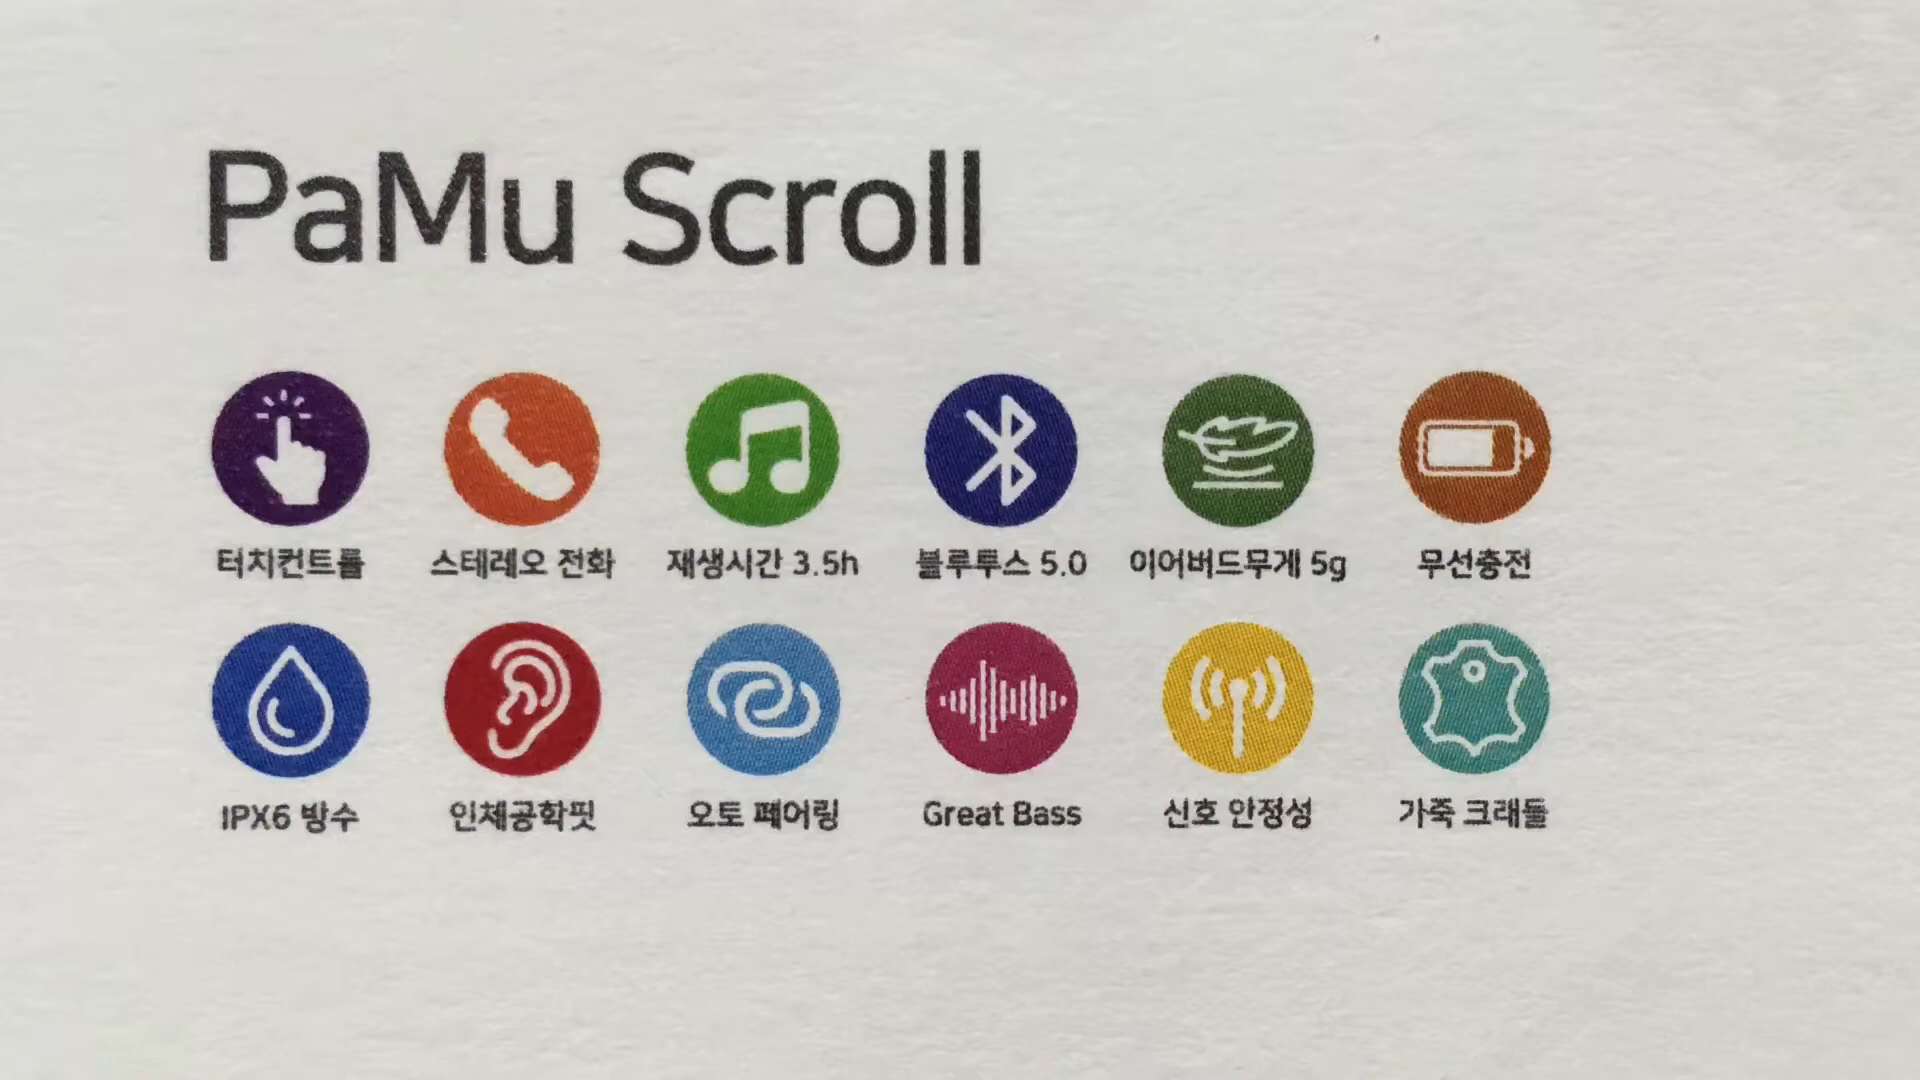 PaMu Scroll
터치컨트롤 스테레오 전화 재생시간 3.5h 블루투스 5.0 이어버드무게 5g 무선충전
IPX6 방수 인체공학핏 오토 페어링 Great Bass 신호 안정성 가죽 크래들